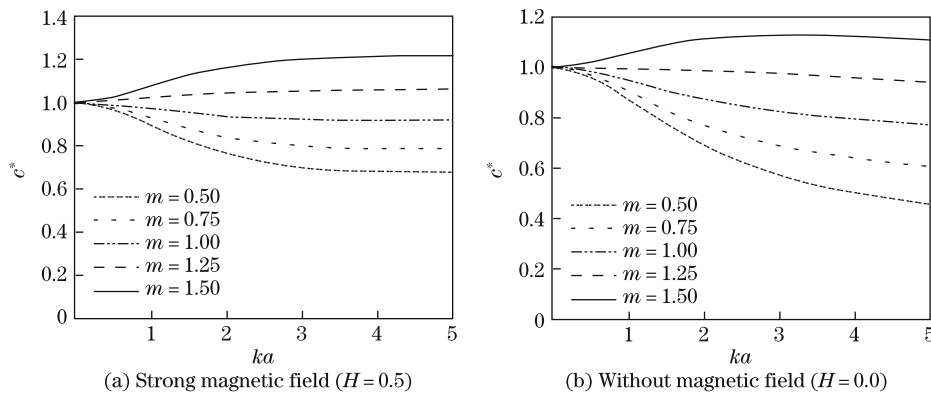 1.4
1.2
1.0
0.8
0.6
0.4
0.2
0
c*
m = 0.50
m = 0.75
m = 1.00
m = 1.25
m = 1.50
1 2 3 4 5
ka
(a) Strong magnetic field (H = 0.5)
1.2
1.0
0.8
0.6
0.4
0.2
0
c*
m = 0.50
m = 0.75
m = 1.00
m = 1.25
m = 1.50
1 2 3 4 5
ka
(b) Without magnetic field (H = 0.0)